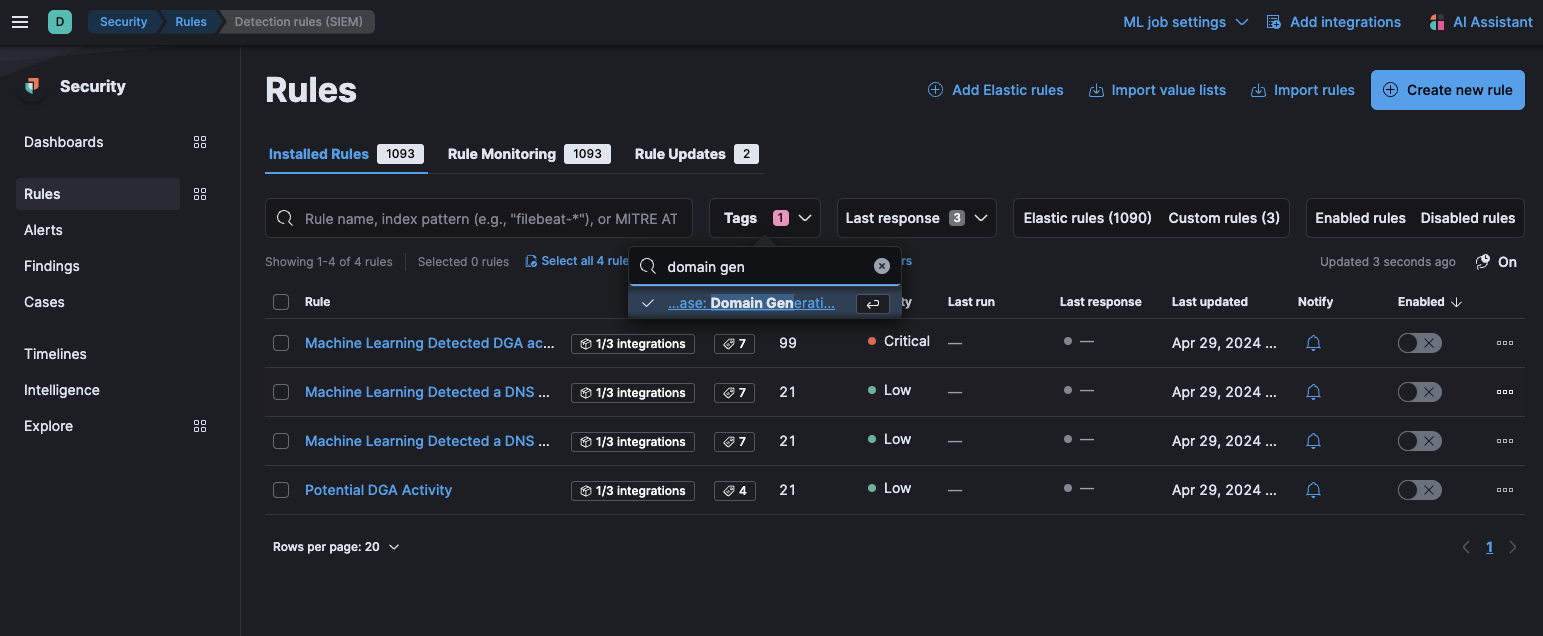 D Security Rules Detection rules (SIEM) ML job settings Add integrations AI Assistant
Security
Dashboards
Rules
Alerts
Findings
Cases
Timelines
Intelligence
Explore
Rules
Add Elastic rules Import value lists Import rules Create new rule
Installed Rules 1093 Rule Monitoring 1093 Rule Updates 2
Rule name, index pattern (e.g., "filebeat-*"), or MITRE AT Tags 1 Last response 3 Elastic rules (1090) Custom rules (3) Enabled rules Disabled rules
Showing 1-4 of 4 rules Selected 0 rules Select all 4 rule rs Updated 3 seconds ago On
domain gen
...ase: Domain Generati...
Rule ty Last run Last response Last updated Notify Enabled
Machine Learning Detected DGA ac... 1/3 integrations 7 99 Critical — — Apr 29, 2024 ...
Machine Learning Detected a DNS ... 1/3 integrations 7 21 Low — — Apr 29, 2024 ...
Machine Learning Detected a DNS ... 1/3 integrations 7 21 Low — — Apr 29, 2024 ...
Potential DGA Activity 1/3 integrations 4 21 Low — — Apr 29, 2024 ...
Rows per page: 20 1